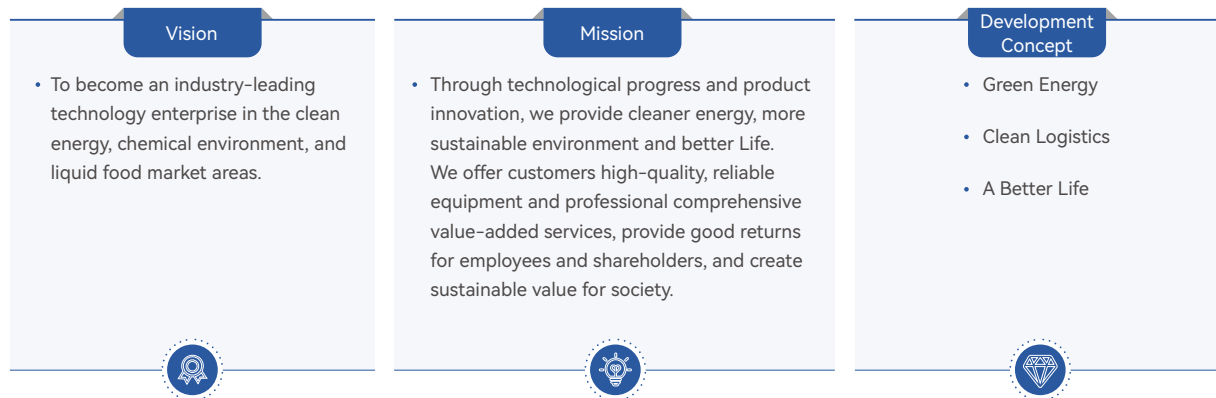 Vision
• To become an industry-leading
technology enterprise in the clean
energy, chemical environment, and
liquid food market areas.
Mission
• Through technological progress and product
innovation, we provide cleaner energy, more
sustainable environment and better Life.
We offer customers high-quality, reliable
equipment and professional comprehensive
value-added services, provide good returns
for employees and shareholders, and create
sustainable value for society.
Development
Concept
• Green Energy
• Clean Logistics
• A Better Life